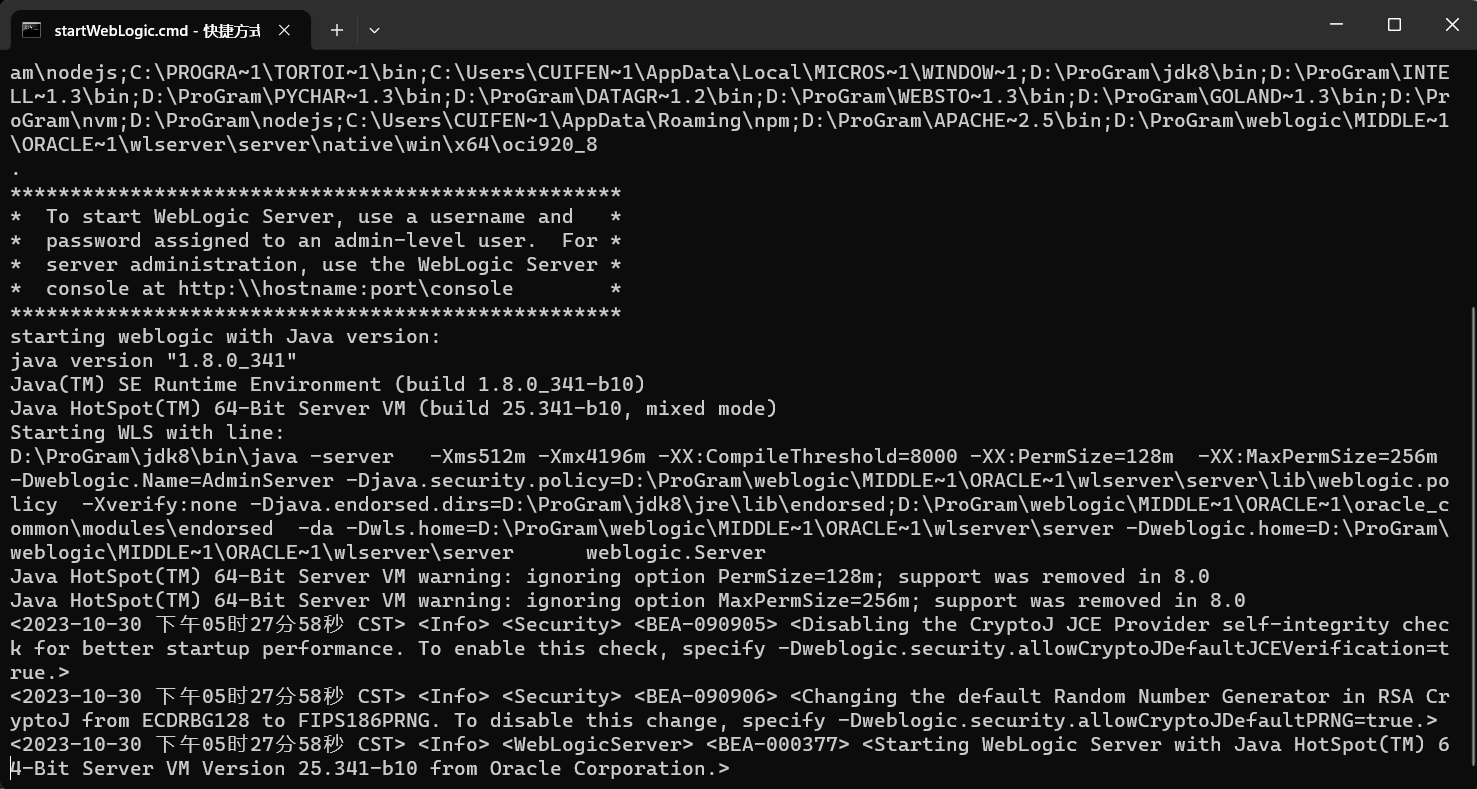 startWebLogic.cmd - 快捷方式
am\nodejs;C:\PROGRA~1\TORTOI~1\bin;C:\Users\CUIFEN~1\AppData\Local\MICROS~1\WINDOW~1;D:\ProGram\jdk8\bin;D:\ProGram\INTE
LL~1.3\bin;D:\ProGram\PYCHAR~1.3\bin;D:\ProGram\DATAGR~1.2\bin;D:\ProGram\WEBSTO~1.3\bin;D:\ProGram\GOLAND~1.3\bin;D:\Pr
oGram\nvm;D:\ProGram\nodejs;C:\Users\CUIFEN~1\AppData\Roaming\npm;D:\ProGram\APACHE~2.5\bin;D:\ProGram\weblogic\MIDDLE~1
\ORACLE~1\wlserver\server\native\win\x64\oci920_8
.
***************************************************
*  To start WebLogic Server, use a username and   *
*  password assigned to an admin-level user.  For *
*  server administration, use the WebLogic Server *
*  console at http:\\hostname:port\console        *
***************************************************
starting weblogic with Java version:
java version "1.8.0_341"
Java(TM) SE Runtime Environment (build 1.8.0_341-b10)
Java HotSpot(TM) 64-Bit Server VM (build 25.341-b10, mixed mode)
Starting WLS with line:
D:\ProGram\jdk8\bin\java -server   -Xms512m -Xmx4196m -XX:CompileThreshold=8000 -XX:PermSize=128m  -XX:MaxPermSize=256m
-Dweblogic.Name=AdminServer -Djava.security.policy=D:\ProGram\weblogic\MIDDLE~1\ORACLE~1\wlserver\server\lib\weblogic.po
licy  -Xverify:none -Djava.endorsed.dirs=D:\ProGram\jdk8\jre\lib\endorsed;D:\ProGram\weblogic\MIDDLE~1\ORACLE~1\oracle_c
ommon\modules\endorsed  -da -Dwls.home=D:\ProGram\weblogic\MIDDLE~1\ORACLE~1\wlserver\server -Dweblogic.home=D:\ProGram\
weblogic\MIDDLE~1\ORACLE~1\wlserver\server      weblogic.Server
Java HotSpot(TM) 64-Bit Server VM warning: ignoring option PermSize=128m; support was removed in 8.0
Java HotSpot(TM) 64-Bit Server VM warning: ignoring option MaxPermSize=256m; support was removed in 8.0
<2023-10-30 下午05时27分58秒 CST> <Info> <Security> <BEA-090905> <Disabling the CryptoJ JCE Provider self-integrity chec
k for better startup performance. To enable this check, specify -Dweblogic.security.allowCryptoJDefaultJCEVerification=t
rue.>
<2023-10-30 下午05时27分58秒 CST> <Info> <Security> <BEA-090906> <Changing the default Random Number Generator in RSA Cr
yptoJ from ECDRBG128 to FIPS186PRNG. To disable this change, specify -Dweblogic.security.allowCryptoJDefaultPRNG=true.>
<2023-10-30 下午05时27分58秒 CST> <Info> <WebLogicServer> <BEA-000377> <Starting WebLogic Server with Java HotSpot(TM) 6
4-Bit Server VM Version 25.341-b10 from Oracle Corporation.>